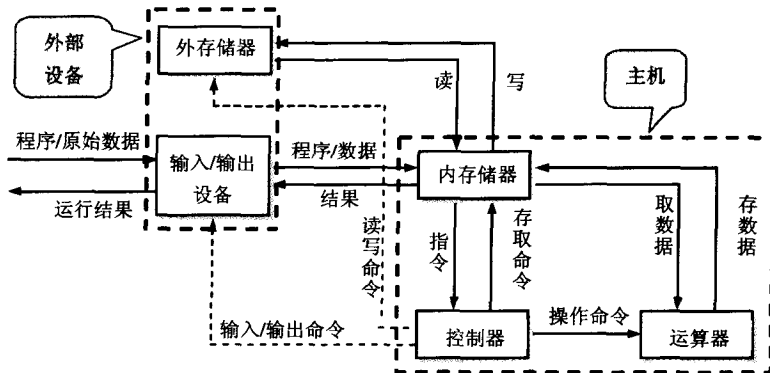 外部
设备
外存储器
主机
读
写
程序/原始数据
输入/输出
设备
程序/数据
内存储器
运行结果
结果
读写命令
指令
存取命令
取数据
存数据
输入/输出命令
控制器
操作命令
运算器